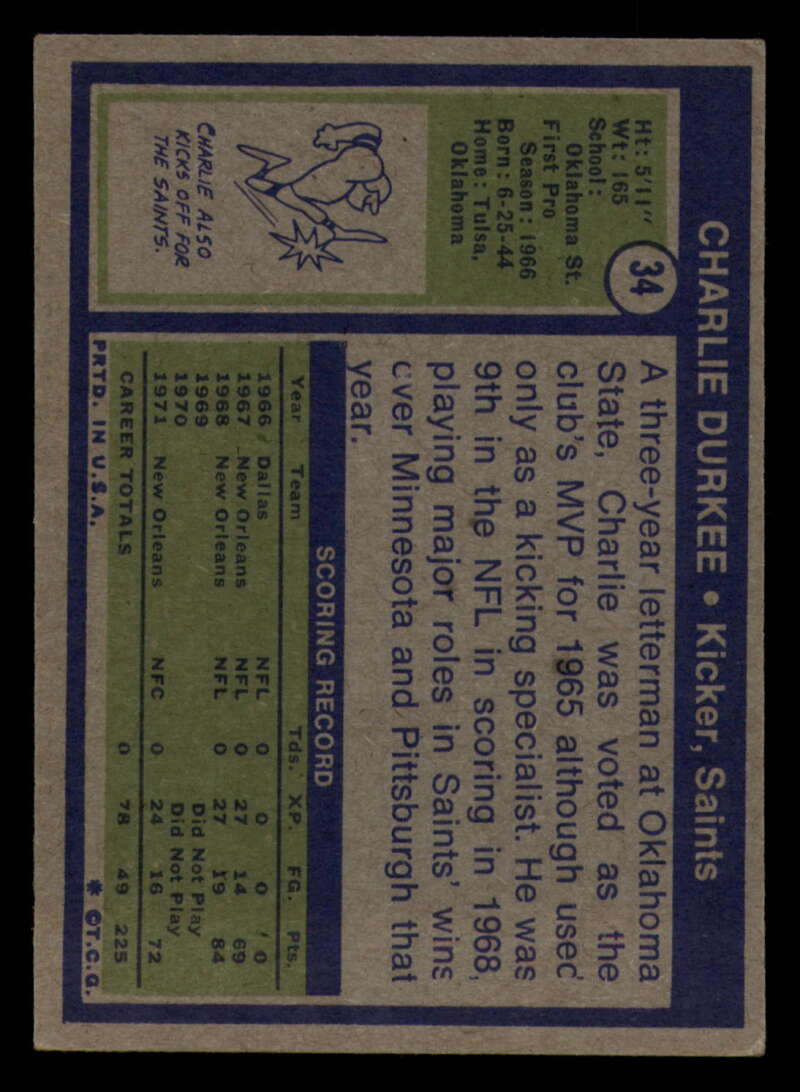 CHARLIE DURKEE • Kicker, Saints
34
Ht: 5'11"
Wt: 165
School:
Oklahoma St.
First Pro
Season: 1966
Born: 6-25-44
Home: Tulsa,
Oklahoma
CHARLIE ALSO
KICKS OFF FOR
THE SAINTS.
A three-year letterman at Oklahoma
State, Charlie was voted as the
club's MVP for 1965 although used
only as a kicking specialist. He was
9th in the NFL in scoring in 1968,
playing major roles in Saints' wins
over Minnesota and Pittsburgh that
year.
SCORING RECORD
Year Team Tds. XP. FG. Pts.
1966 Dallas NFL 0 0 0 0
1967 New Orleans NFL 0 27 14 69
1968 New Orleans NFL 0 27 19 84
1969 Did Not Play
1970 Did Not Play
1971 New Orleans NFC 0 24 16 72
CAREER TOTALS 0 78 49 225
PRTD. IN U.S.A. * ©T.C.G.